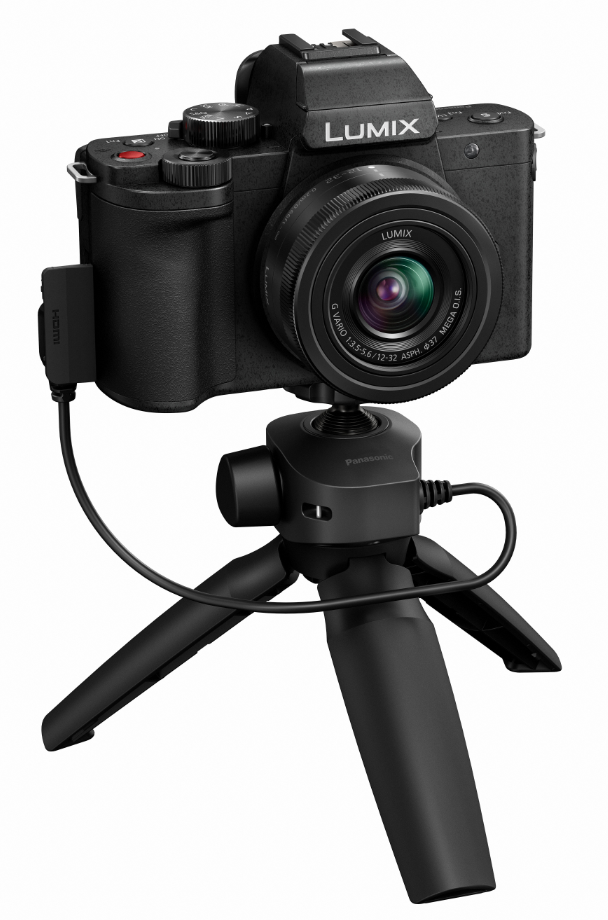 LUMIX
LUMIX
G VARIO 1:3.5-5.6/12-32 ASPH. Φ37 MEGA O.I.S.
HDMI
Panasonic